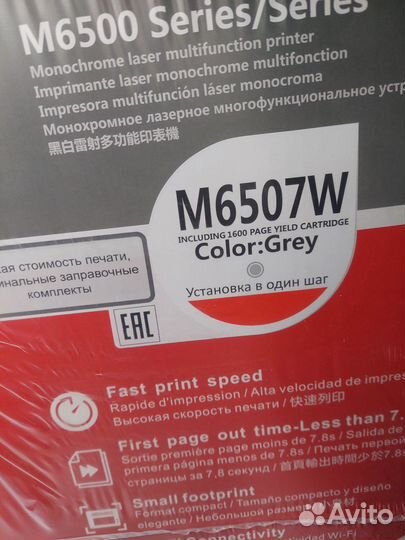 M6500 Series/Series
Monochrome laser multifunction printer
Imprimante laser monochrome multifonction
Impresora multifunción láser monocroma
Монохромное лазерное многофункциональное устр
黑白雷射多功能印表機
M6507W
INCLUDING 1600 PAGE YIELD CARTRIDGE
Color:Grey
Установка в один шаг
кая стоимость печати,
инальные заправочные
комплекты
EAC
Fast print speed
Rapide d'impression / Alta velocidad de impres
Высокая скорость печати / 快速列印
First page out time-Less than 7.
Sortie première page moins de 7.8s / Salida de
primera página menos de 7.8s / Печать первой
страницы за 7,8 секунд / 首頁輸出時間少於7.8
Small footprint
Format compact / Tamaño compacto y diseño
elegante / Небольшой размер
Wi-Fi
Avito